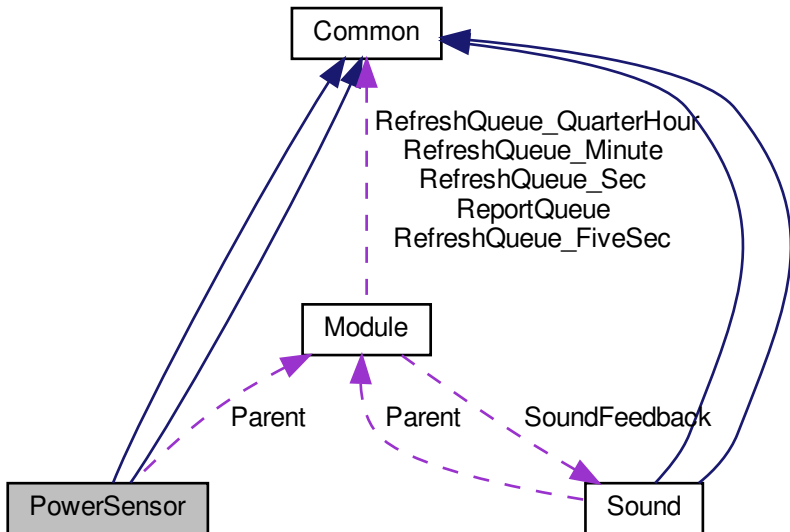 Common
RefreshQueue_QuarterHour
RefreshQueue_Minute
RefreshQueue_Sec
ReportQueue
RefreshQueue_FiveSec
Module
Parent
Parent
SoundFeedback
PowerSensor
Sound